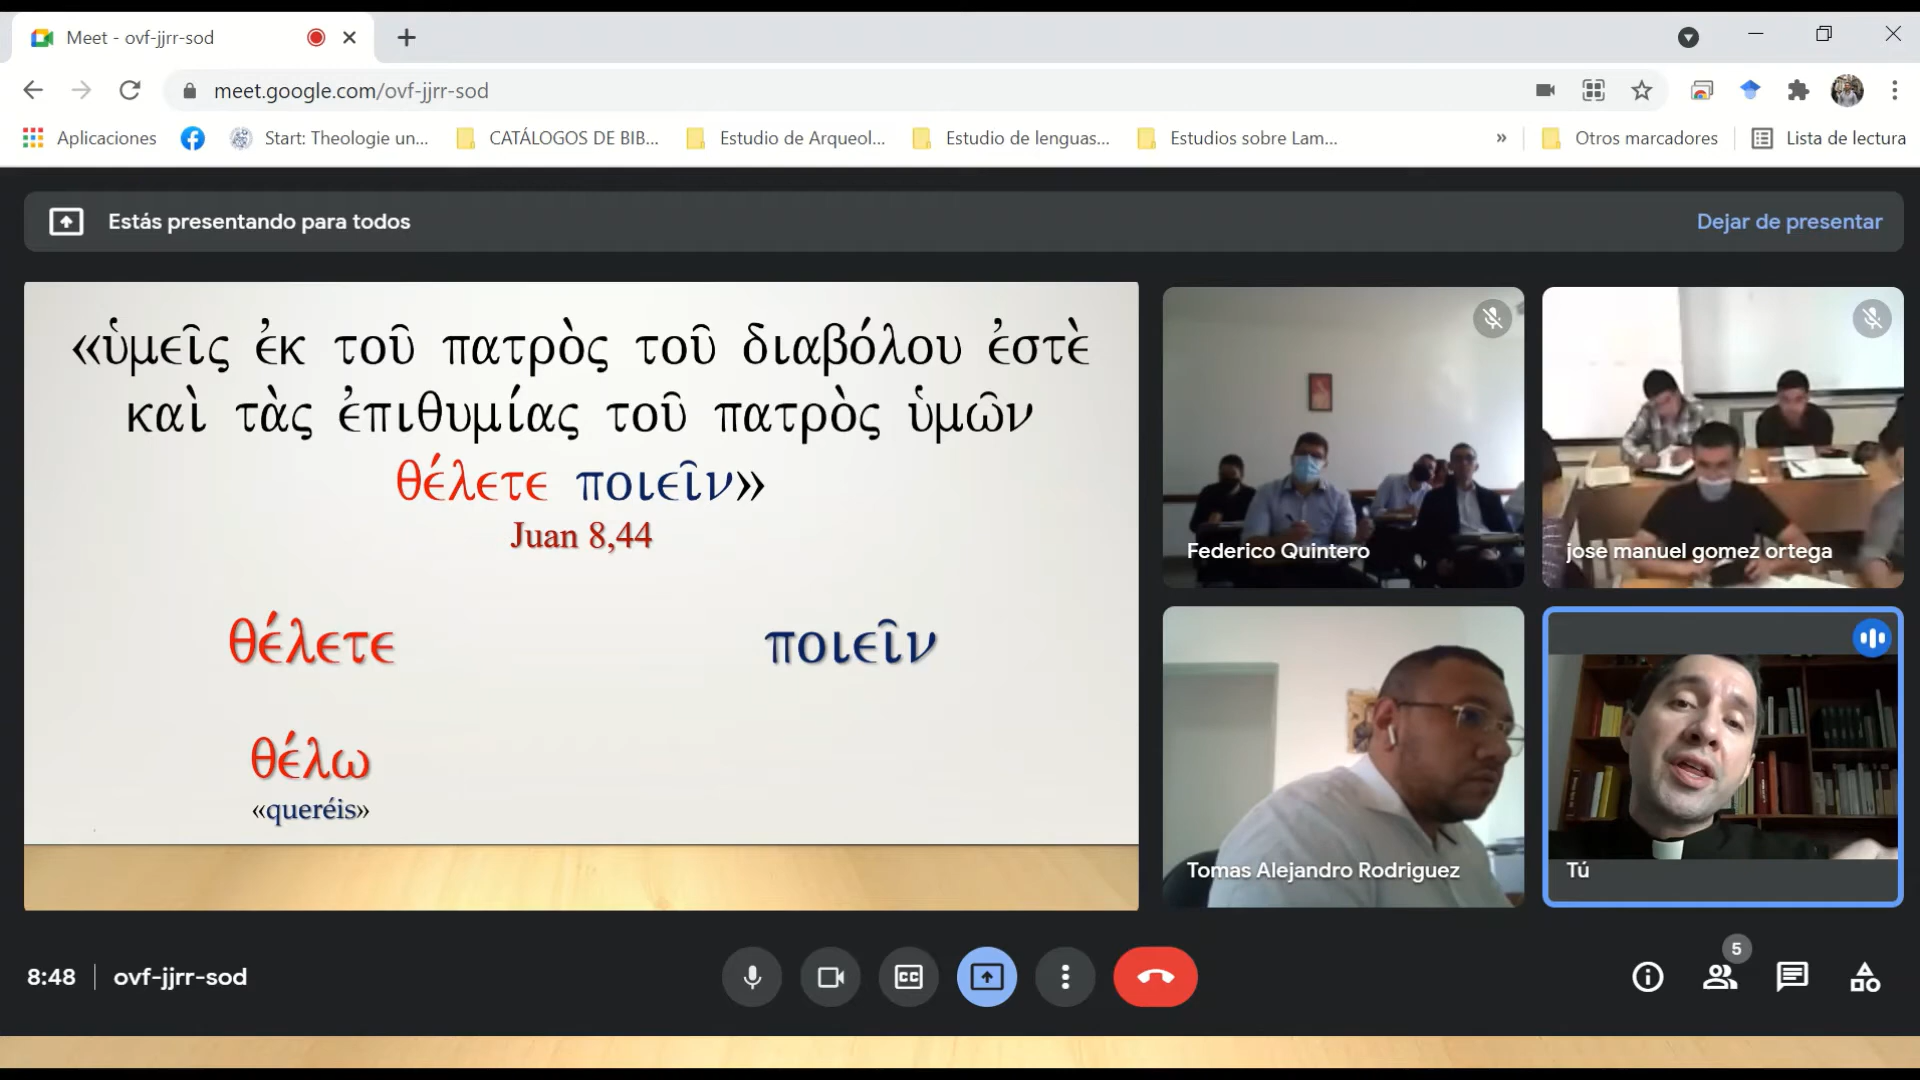 Meet - ovf-jjrr-sod
meet.google.com/ovf-jjrr-sod
Aplicaciones
Start: Theologie un...
CATÁLOGOS DE BIB...
Estudio de Arqueol...
Estudio de lenguas...
Estudios sobre Lam...
»
Otros marcadores
Lista de lectura
Estás presentando para todos
Dejar de presentar
«ὑμεῖς ἐκ τοῦ πατρὸς τοῦ διαβόλου ἐστὲ
καὶ τὰς ἐπιθυμίας τοῦ πατρὸς ὑμῶν
θέλετε ποιεῖν»
Juan 8,44
θέλετε
ποιεῖν
θέλω
«queréis»
Federico Quintero
jose manuel gomez ortega
Tomas Alejandro Rodriguez
Tú
8:48
ovf-jjrr-sod
CC
5